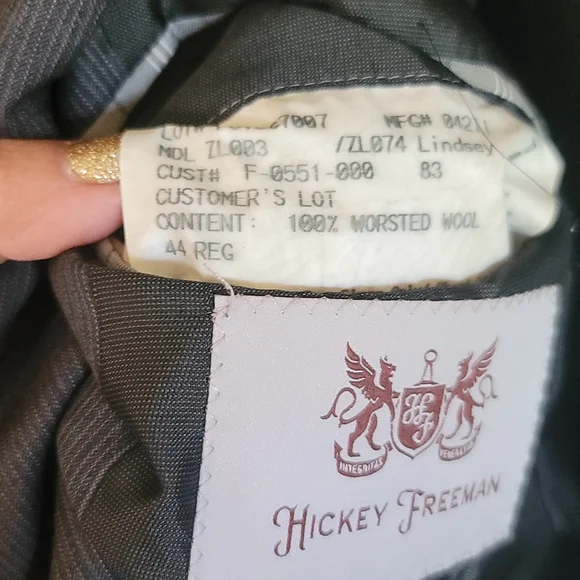 MFG# 
MDL ZL003 /ZL074 Lindsey
CUST# F-0551-000 83
CUSTOMER'S LOT
CONTENT: 100% WORSTED WOOL
44 REG
HF
INTEGRITAS
HICKEY FREEMAN